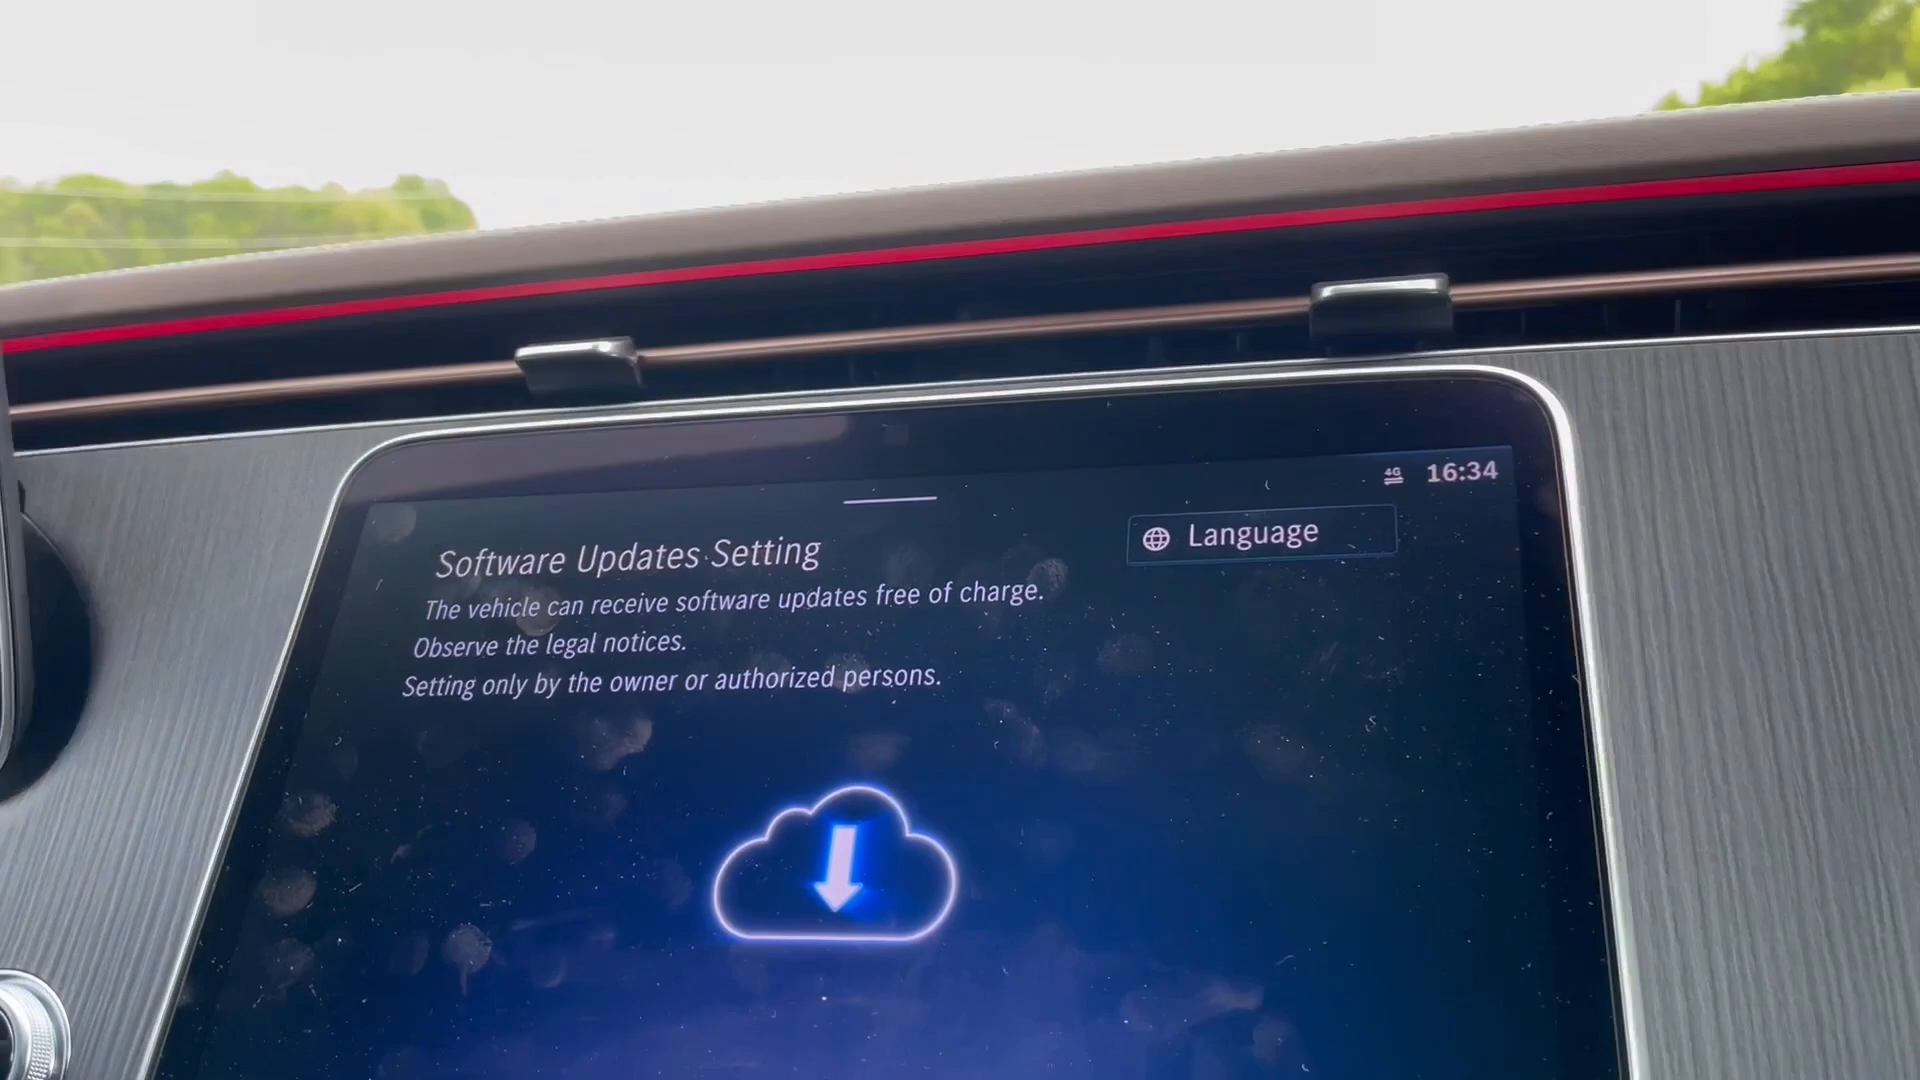 4G 16:34
Software Updates Setting
Language
The vehicle can receive software updates free of charge.
Observe the legal notices.
Setting only by the owner or authorized persons.